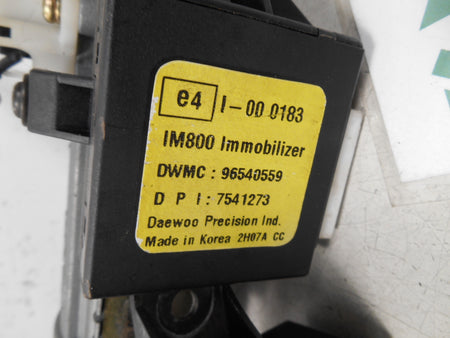 e4 I-00 0183
IM800 Immobilizer
DWMC : 96540559
D P I : 7541273
Daewoo Precision Ind.
Made in Korea 2H07A CC